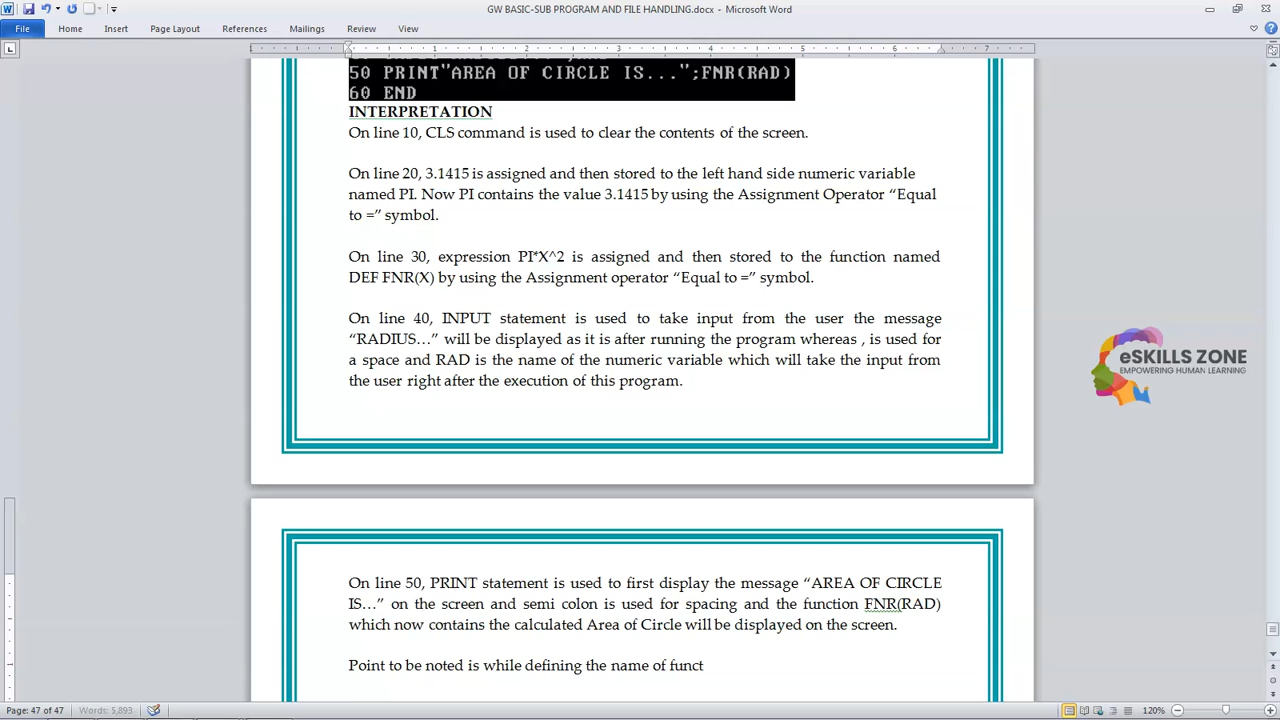 GW BASIC-SUB PROGRAM AND FILE HANDLING.docx - Microsoft Word
File Home Insert Page Layout References Mailings Review View
1 2 3 4 5 6 7
50 PRINT"AREA OF CIRCLE IS...";FNR(RAD)
60 END
INTERPRETATION
On line 10, CLS command is used to clear the contents of the screen.
On line 20, 3.1415 is assigned and then stored to the left hand side numeric variable
named PI. Now PI contains the value 3.1415 by using the Assignment Operator “Equal
to =” symbol.
On line 30, expression PI*X^2 is assigned and then stored to the function named
DEF FNR(X) by using the Assignment operator “Equal to =” symbol.
On line 40, INPUT statement is used to take input from the user the message
“RADIUS…” will be displayed as it is after running the program whereas , is used for
a space and RAD is the name of the numeric variable which will take the input from
the user right after the execution of this program.
eSKILLS ZONE
EMPOWERING HUMAN LEARNING
On line 50, PRINT statement is used to first display the message “AREA OF CIRCLE
IS…” on the screen and semi colon is used for spacing and the function FNR(RAD)
which now contains the calculated Area of Circle will be displayed on the screen.
Point to be noted is while defining the name of funct
Page: 47 of 47 Words: 5,893 120%